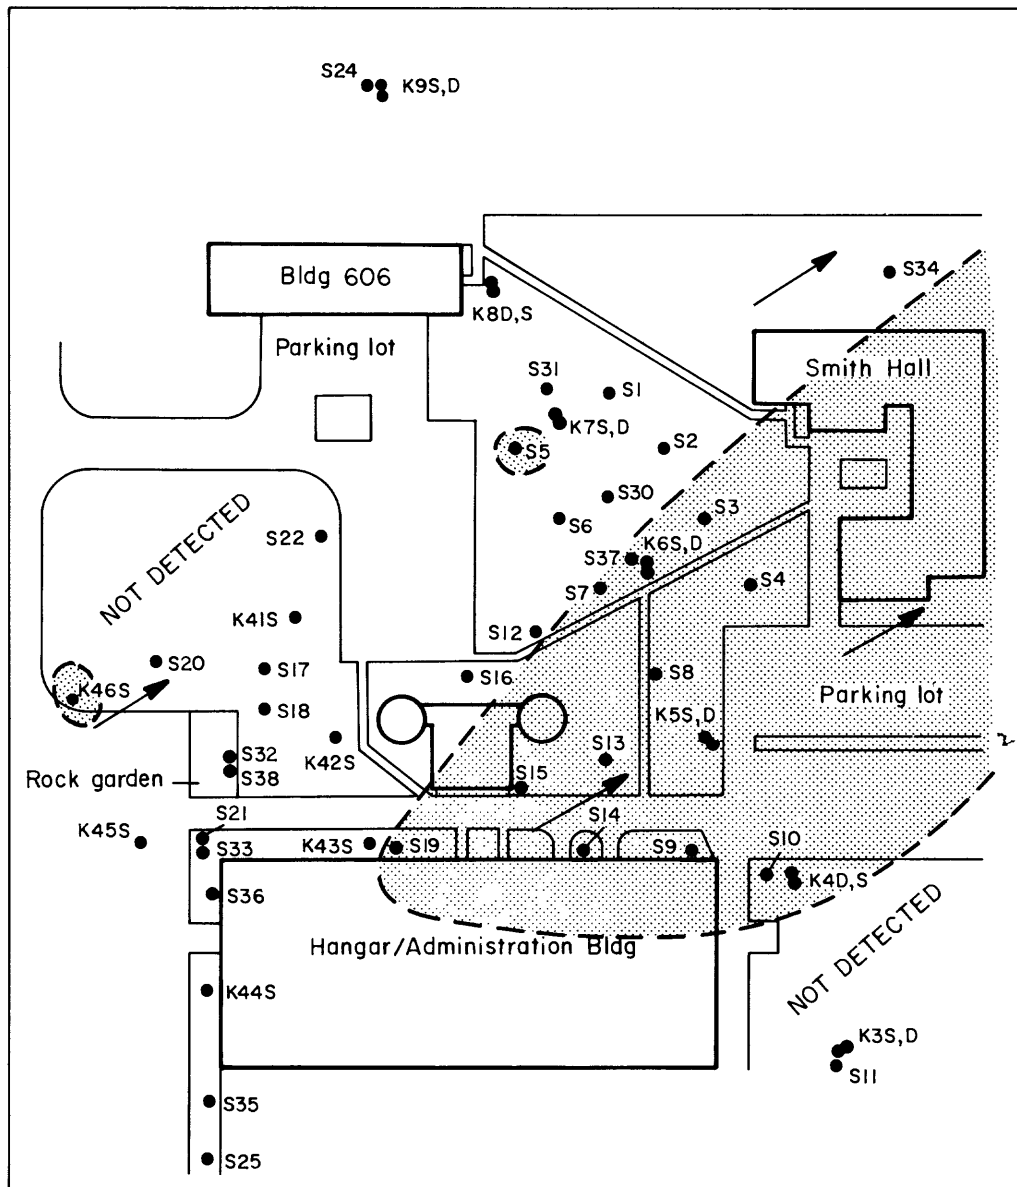 S24 K9S,D
S34
Bldg 606
K8D,S
Parking lot
Smith Hall
S31
S1
K7S,D
S5
S2
S30
S3
S6
NOT DETECTED
S22
K6S,D
S37
S7
S4
K41S
S12
S20
S17
S16
S8
K46S
Parking lot
S18
K5S,D
K42S
S32
S13
Rock garden
S38
S15
S21
K45S
S33
K43S
S19
S14
S9
S10
K4D,S
S36
Hangar/Administration Bldg
NOT DETECTED
K44S
K3S,D
S11
S35
S25